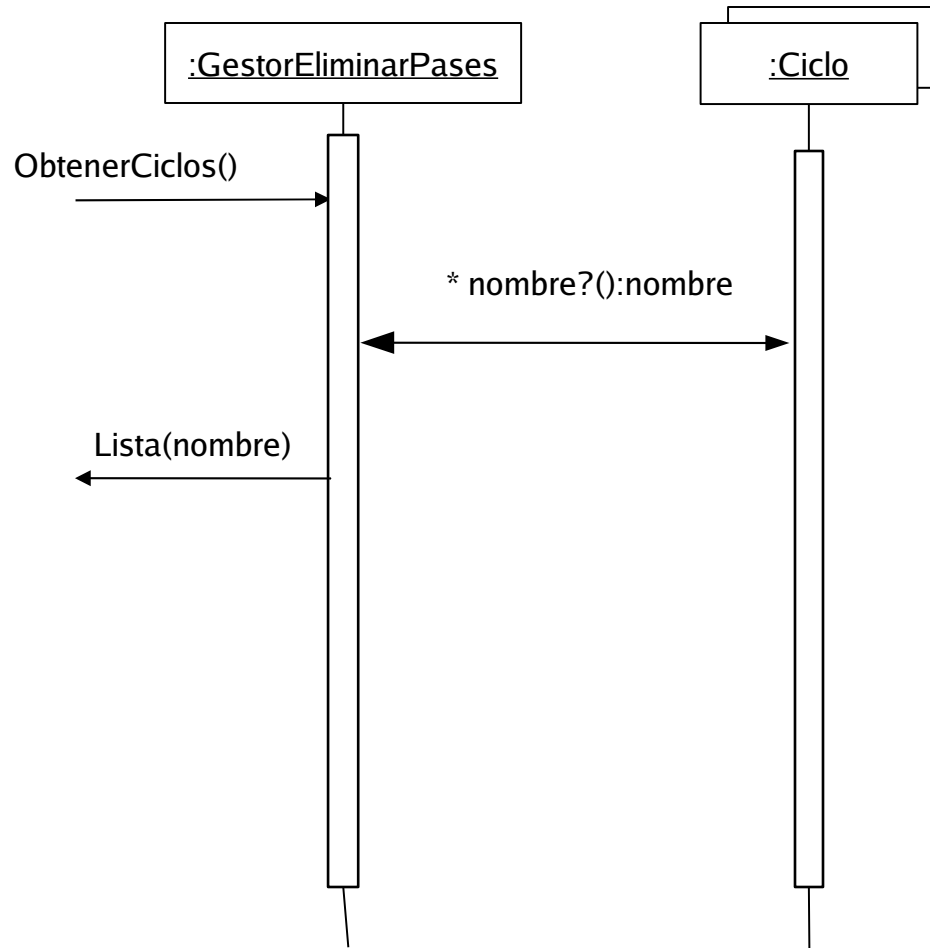 :GestorEliminarPases
:Ciclo
ObtenerCiclos()
* nombre?():nombre
Lista(nombre)